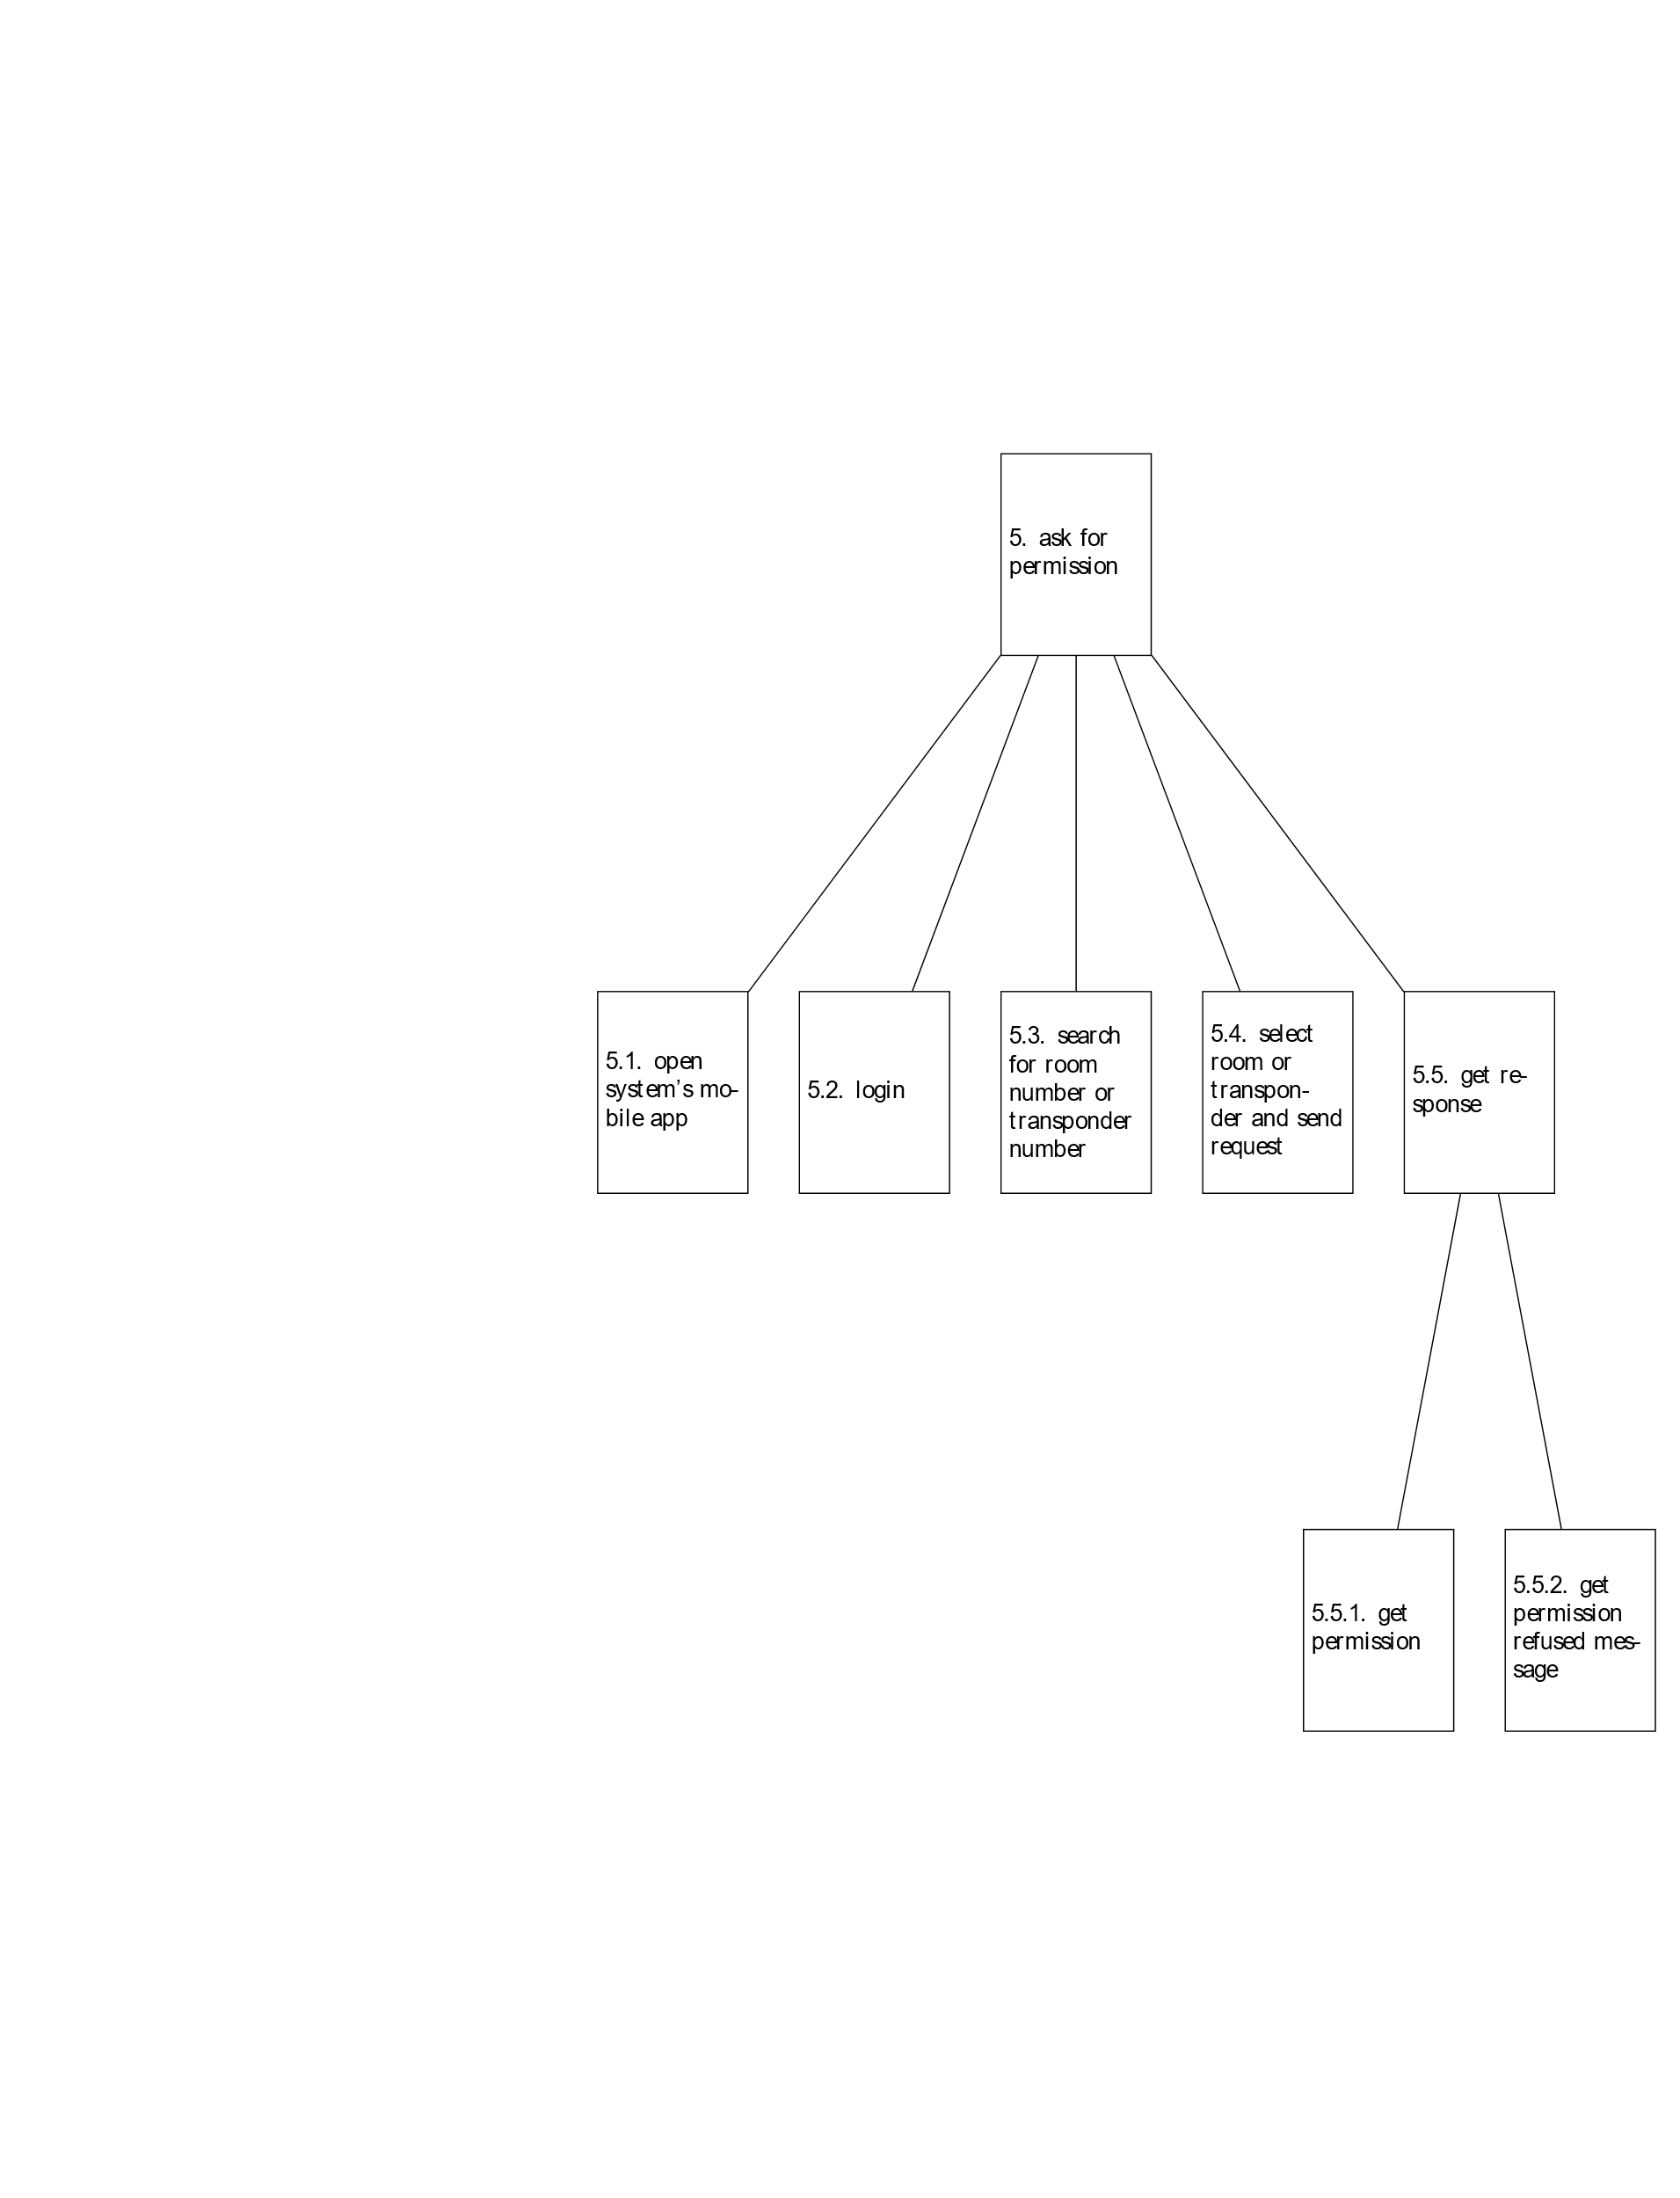 5. ask for
permission
5.1. open
system’s mo-
bile app
5.2. login
5.3. search
for room
number or
transponder
number
5.4. select
room or
transpon-
der and send
request
5.5. get re-
sponse
5.5.1. get
permission
5.5.2. get
permission
refused mes-
sage